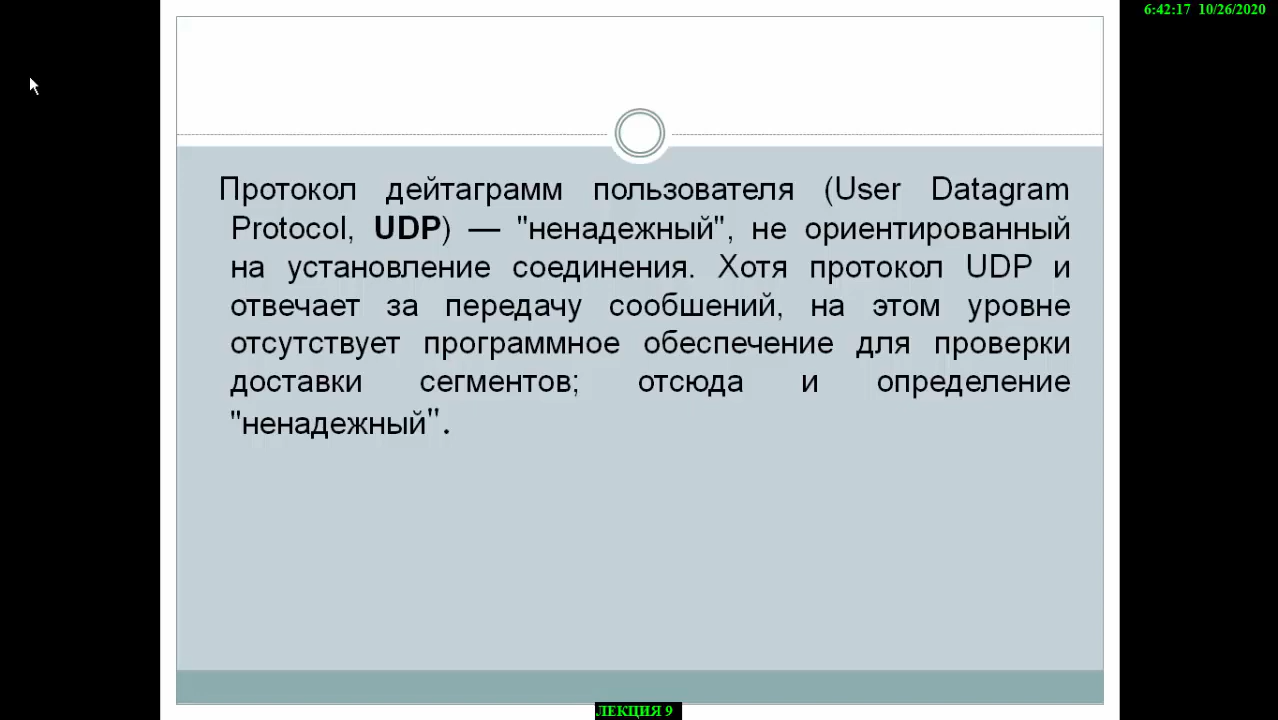 6:42:17 10/26/2020
Протокол дейтаграмм пользователя (User Datagram
Protocol, UDP) — "ненадежный", не ориентированный
на установление соединения. Хотя протокол UDP и
отвечает за передачу сообшений, на этом уровне
отсутствует программное обеспечение для проверки
доставки сегментов; отсюда и определение
"ненадежный".
ЛЕКЦИЯ 9